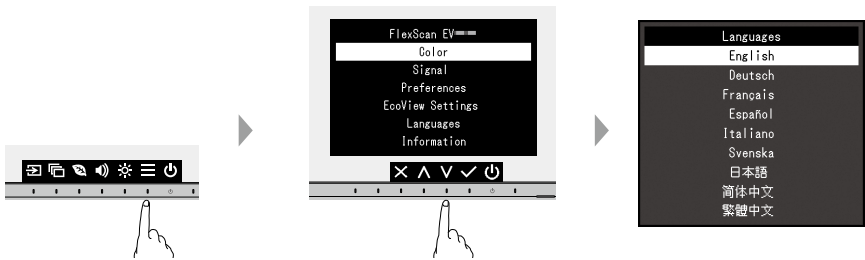 FlexScan EV
Color
Signal
Preferences
EcoView Settings
Languages
Information
Languages
English
Deutsch
Français
Español
Italiano
Svenska
日本語
简体中文
繁體中文